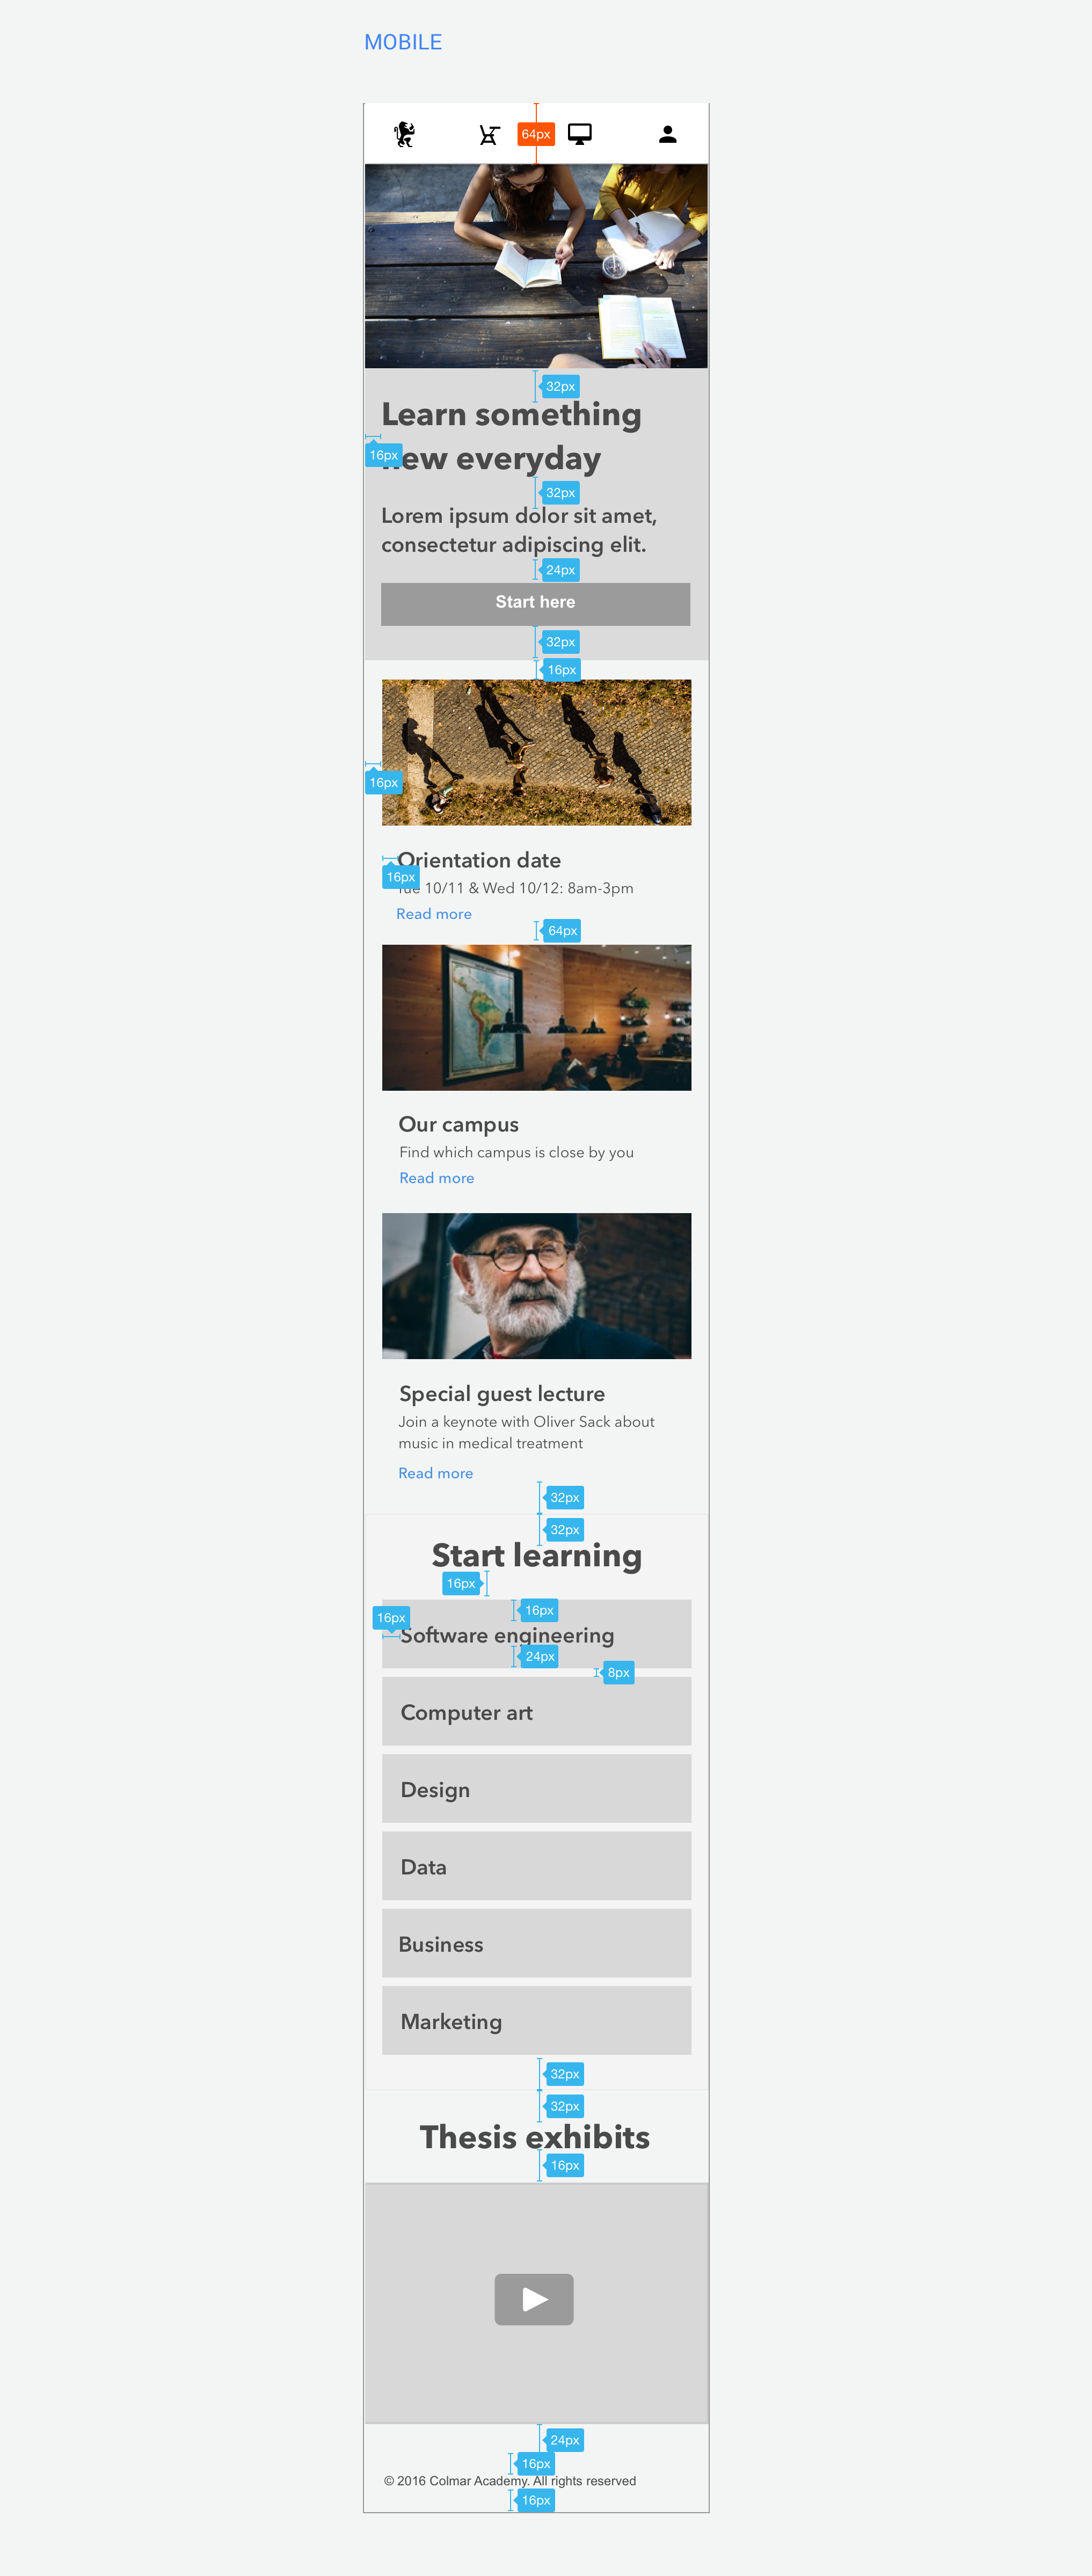 MOBILE
64px
32px
Learn something
new everyday
16px
32px
Lorem ipsum dolor sit amet,
consectetur adipiscing elit.
24px
Start here
32px
16px
16px
Orientation date
16px
Tue 10/11 & Wed 10/12: 8am-3pm
Read more
64px
Our campus
Find which campus is close by you
Read more
Special guest lecture
Join a keynote with Oliver Sack about
music in medical treatment
Read more
32px
32px
Start learning
16px
16px
16px
Software engineering
24px
8px
Computer art
Design
Data
Business
Marketing
32px
32px
Thesis exhibits
16px
24px
16px
© 2016 Colmar Academy. All rights reserved
16px